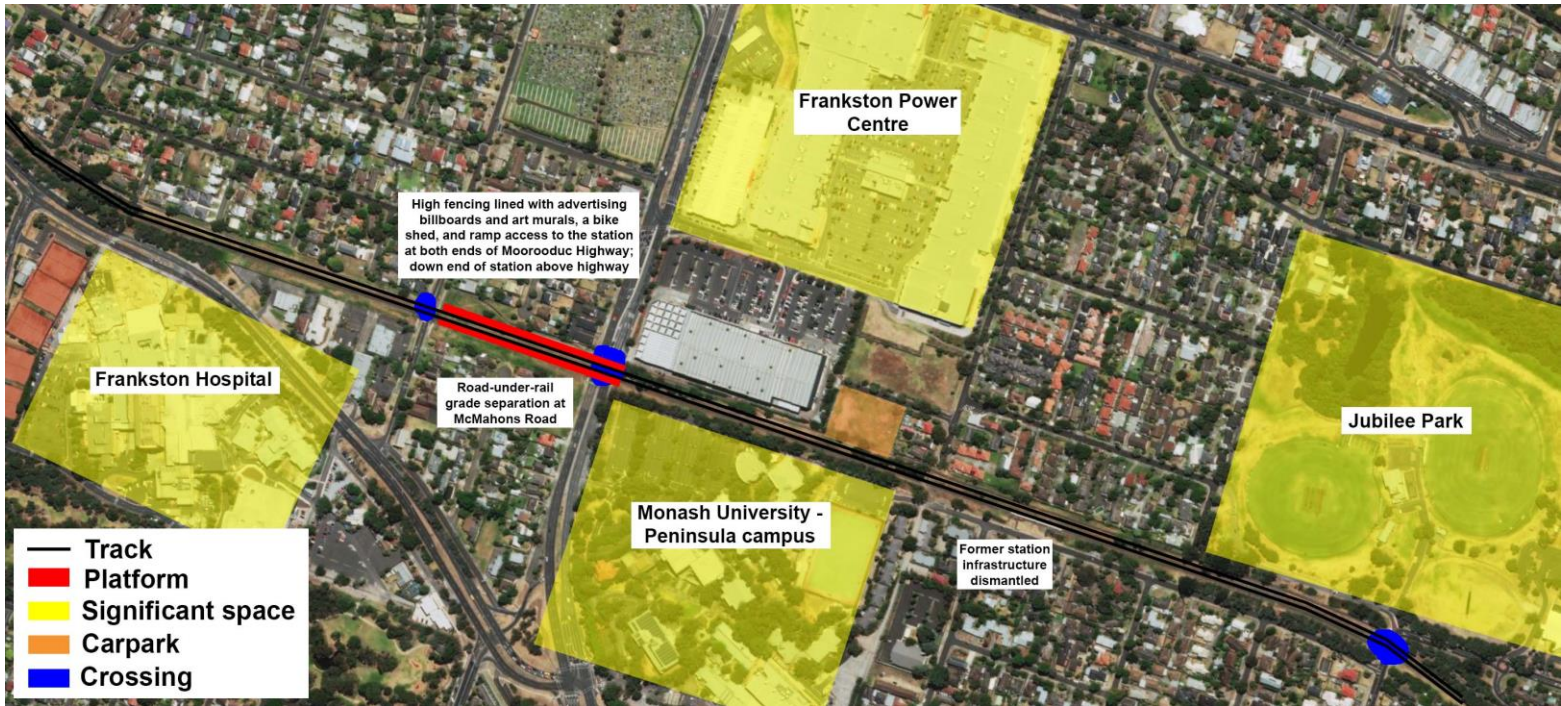 Frankston Power
Centre
High fencing lined with advertising
billboards and art murals, a bike
shed, and ramp access to the station
at both ends of Moorooduc Highway;
down end of station above highway
Frankston Hospital
Road-under-rail
grade separation at
McMahons Road
Jubilee Park
Monash University -
Peninsula campus
Former station
infrastructure
dismantled
Track
Platform
Significant space
Carpark
Crossing